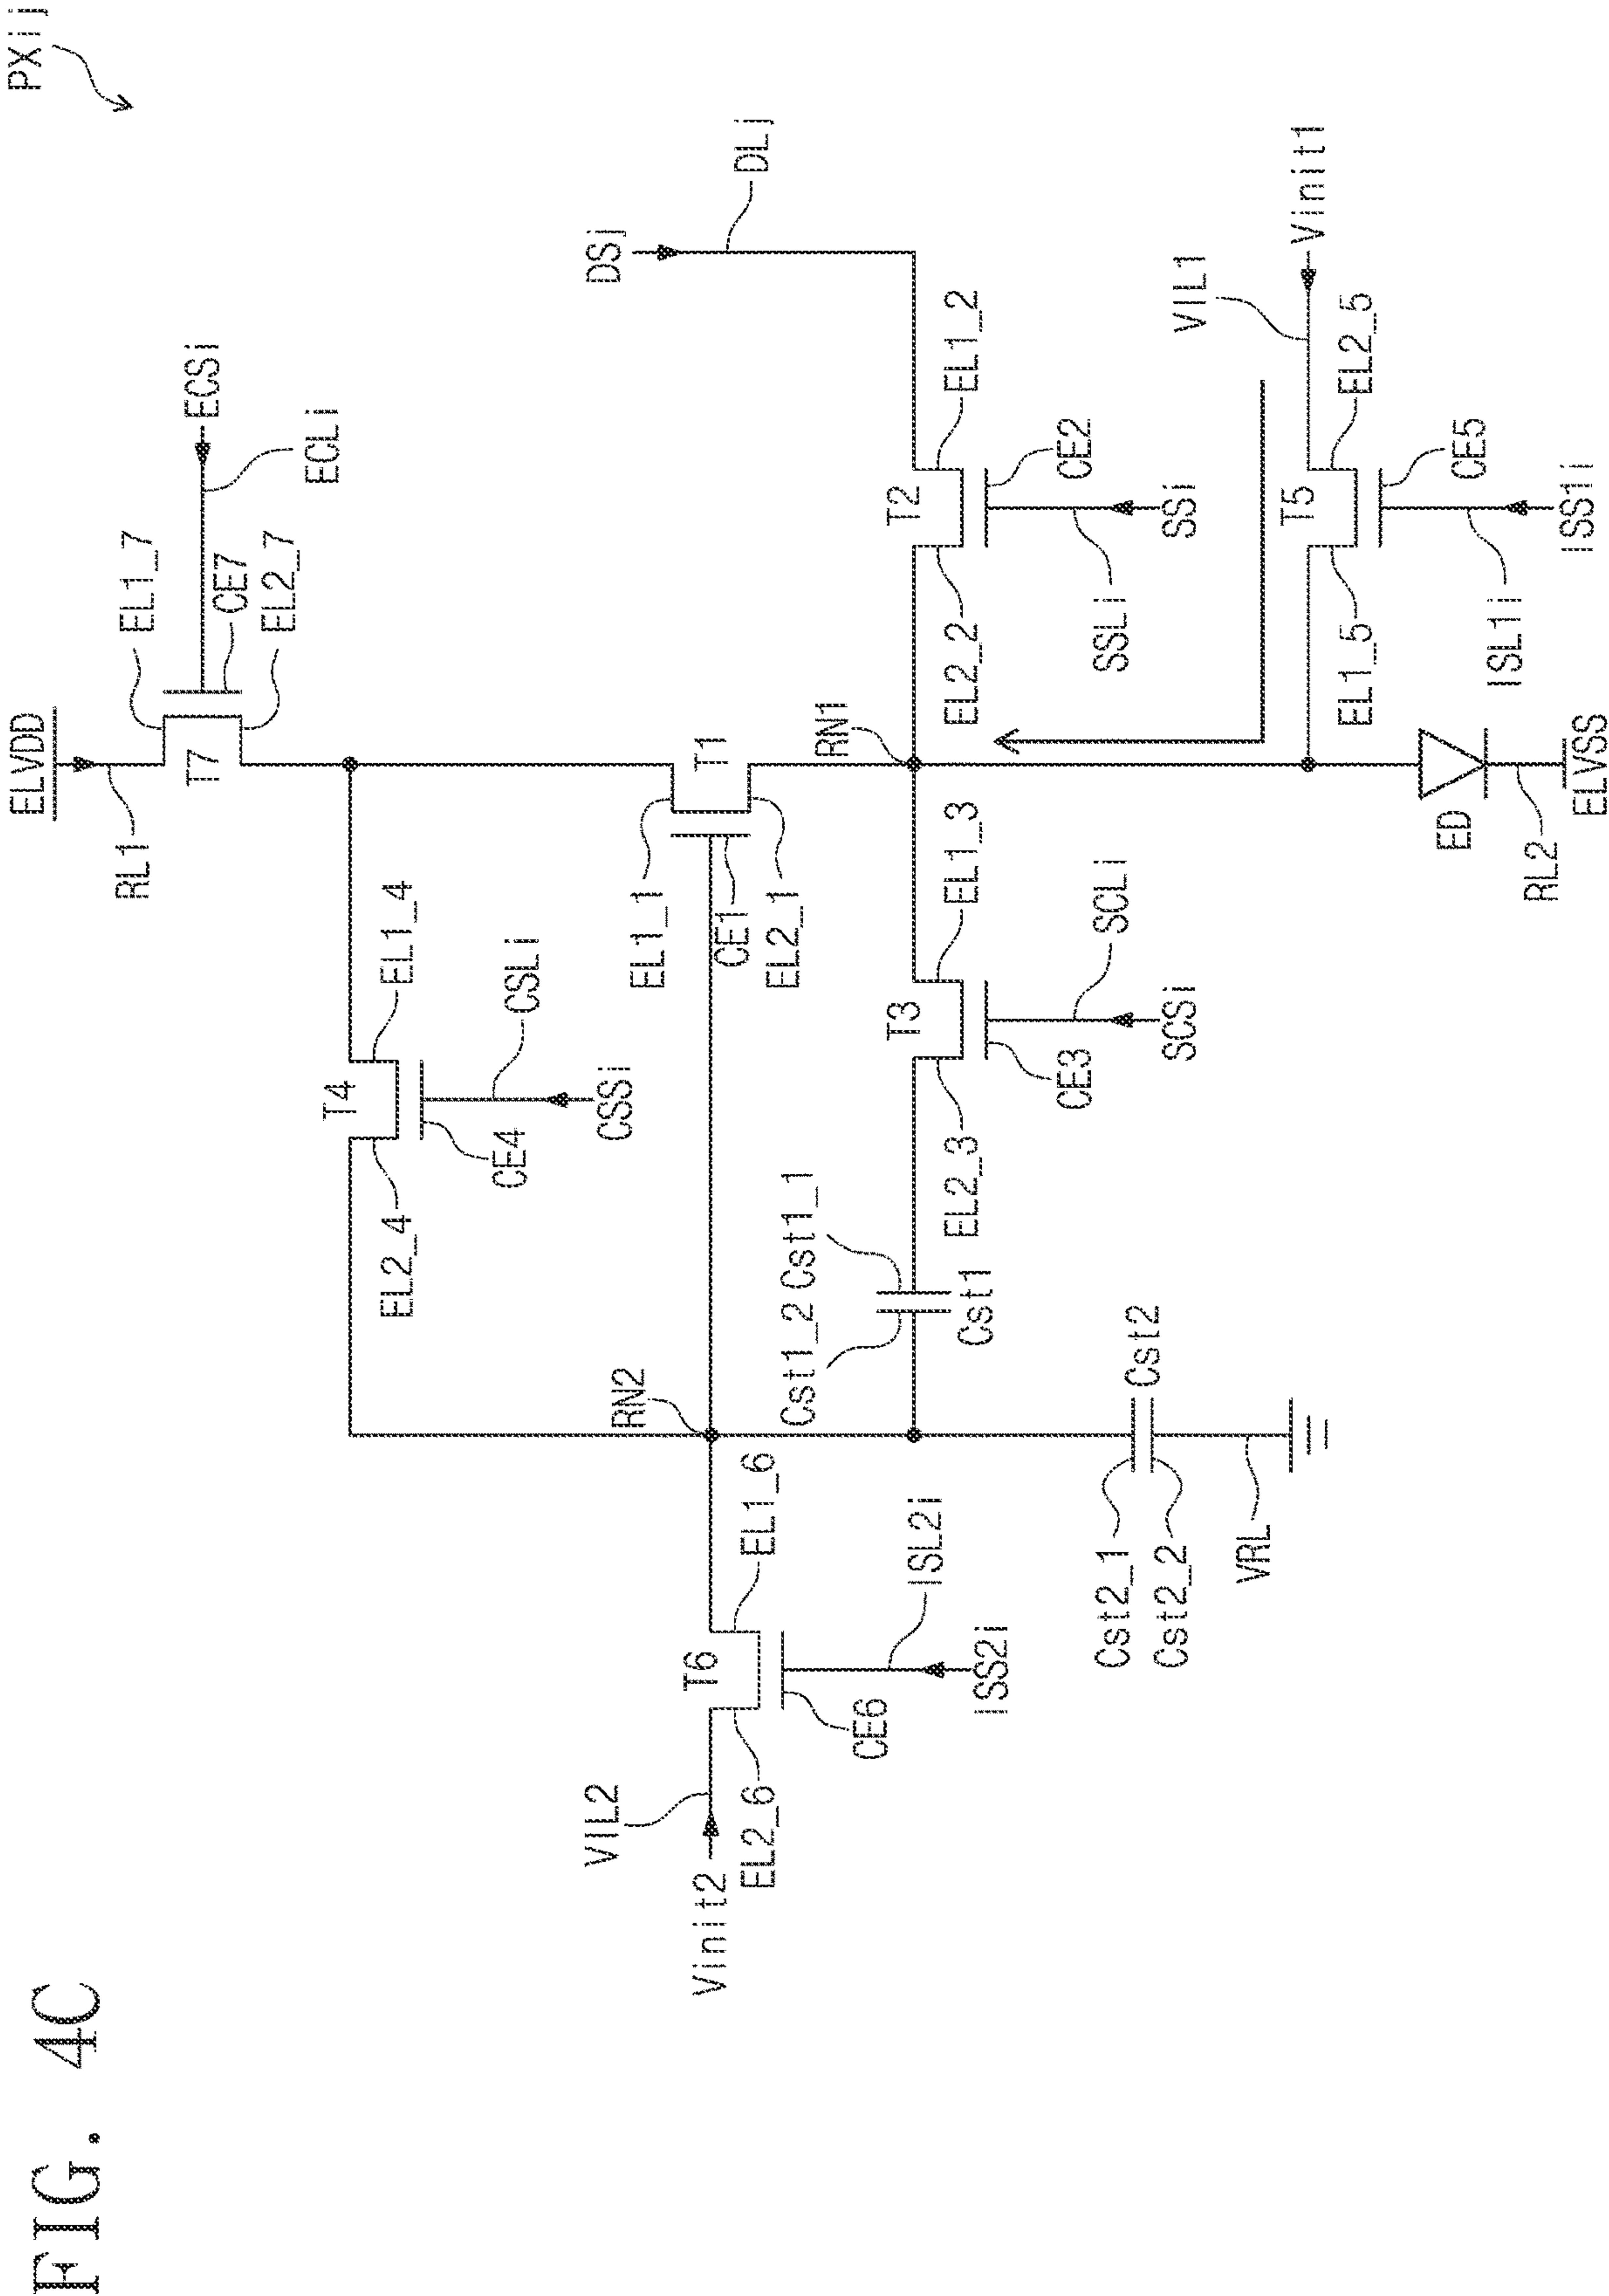 FIG. 4C
PXij
ELVDD
RL1
EL1_7
T7
CE7
EL2_7
ECSi
ECLi
T4
EL2_4
EL1_4
CE4
CSLi
CSSi
DSj
DLj
RN2
EL1_1
T1
CE1
EL2_1
Vinit2
VIL2
T6
EL2_6
EL1_6
CE6
ISL2i
ISS2i
Cst1_2
Cst1_1
Cst1
T3
EL2_3
EL1_3
CE3
SCLi
SCSi
RN1
T2
EL2_2
EL1_2
CE2
SSLi
SSi
Cst2_1
Cst2_2
Cst2
VRL
VIL1
Vinit1
T5
EL1_5
EL2_5
CE5
ISL1i
ISS1i
ED
RL2
ELVSS